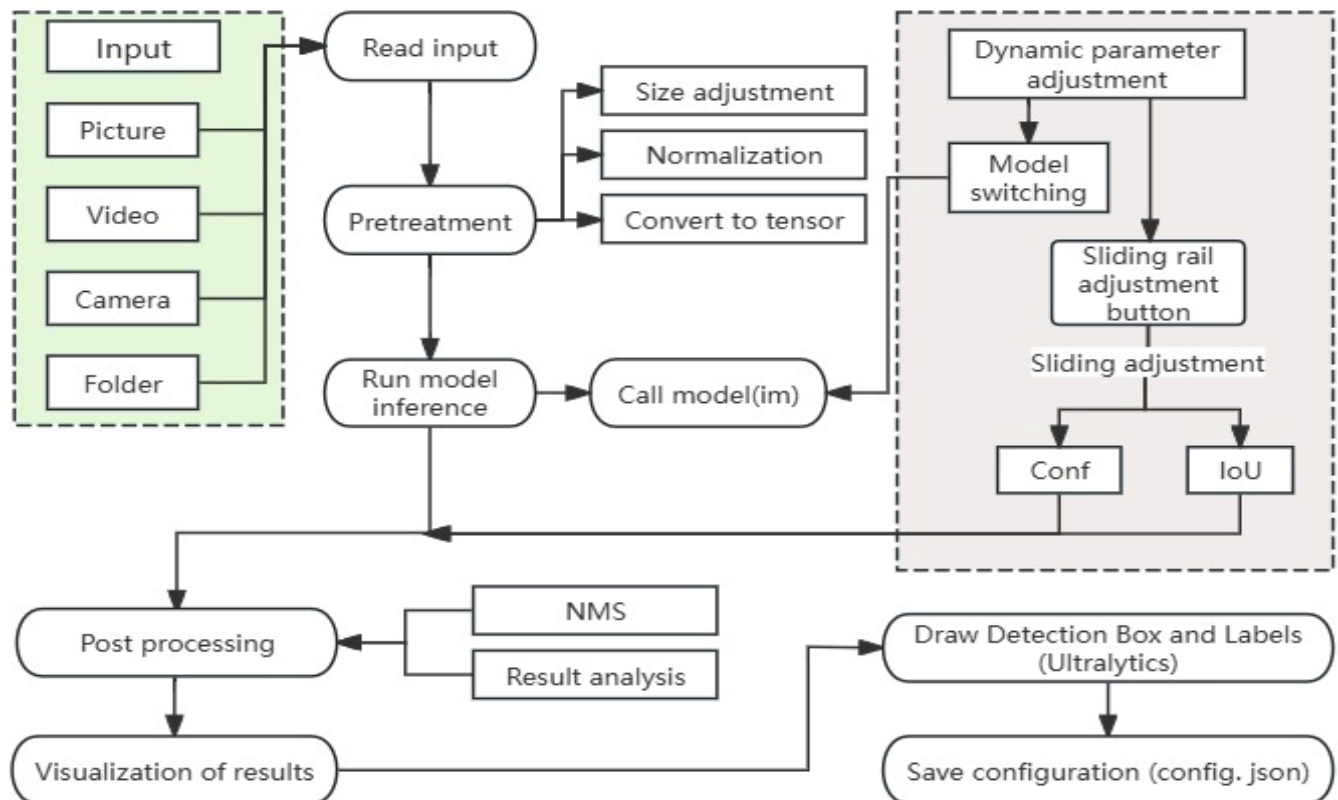 Input
Picture
Video
Camera
Folder
Read input
Pretreatment
Size adjustment
Normalization
Convert to tensor
Run model
inference
Call model(im)
Dynamic parameter
adjustment
Model
switching
Sliding rail
adjustment
button
Sliding adjustment
Conf
IoU
Post processing
NMS
Result analysis
Visualization of results
Draw Detection Box and Labels
(Ultralytics)
Save configuration (config. json)